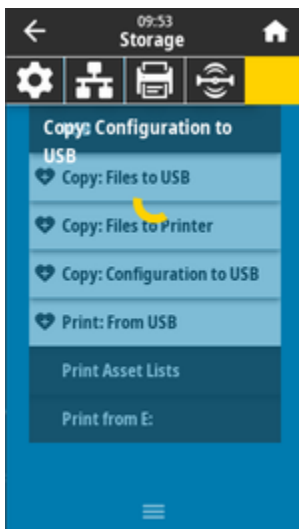 09:53
Storage
Copy: Configuration to
USB
Copy: Files to USB
Copy: Files to Printer
Copy: Configuration to USB
Print: From USB
Print Asset Lists
Print from E: